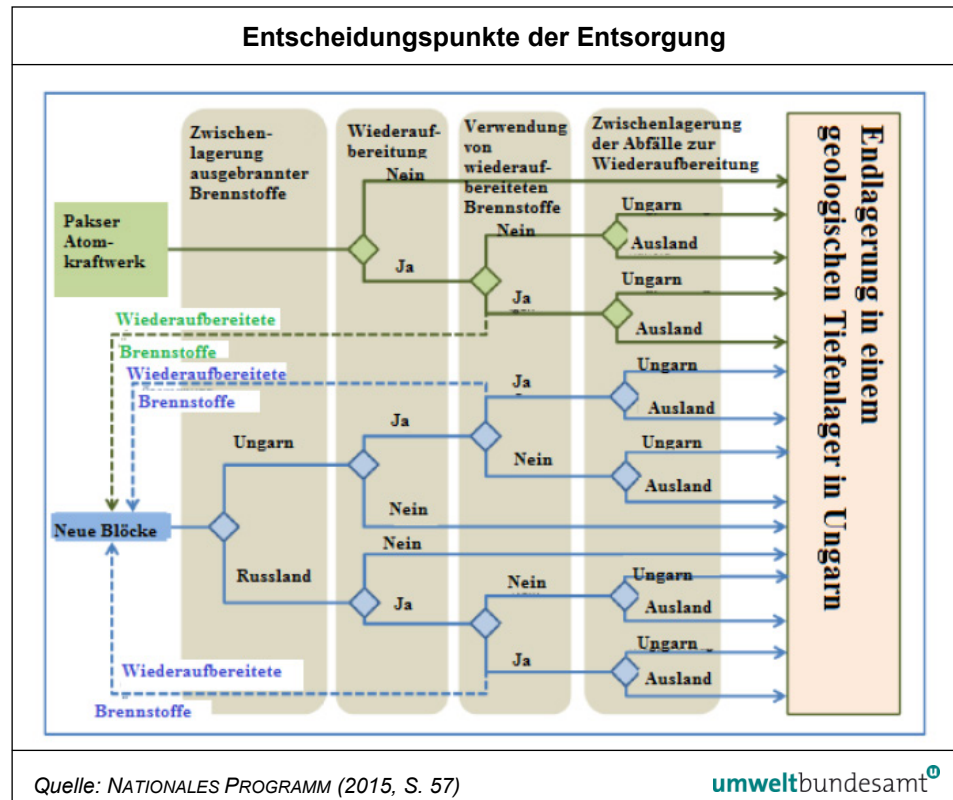 Entscheidungspunkte der Entsorgung
Zwischen-
lagerung
ausgebrannter
Brennstoffe
Wiederauf-
bereitung
Verwendung
von
wiederauf-
bereiteten
Brennstoffe
Zwischenlagerung
der Abfälle zur
Wiederaufbereitung
Endlagerung in einem
geologischen Tiefenlager in Ungarn
Pakser
Atom-
kraftwerk
Nein
Ja
Nein
Ja
Ungarn
Ausland
Ungarn
Ausland
Wiederaufbereitete
Brennstoffe
Wiederaufbereitete
Brennstoffe
Neue Blöcke
Ungarn
Russland
Ja
Nein
Ja
Nein
Ungarn
Ausland
Ungarn
Ausland
Nein
Ja
Nein
Ja
Ungarn
Ausland
Ungarn
Ausland
Wiederaufbereitete
Brennstoffe
Quelle: NATIONALES PROGRAMM (2015, S. 57)
umweltbundesamt